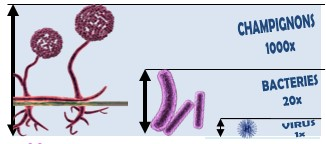 CHAMPIGNONS
1000x
BACTERIES
20x
VIRUS
1x